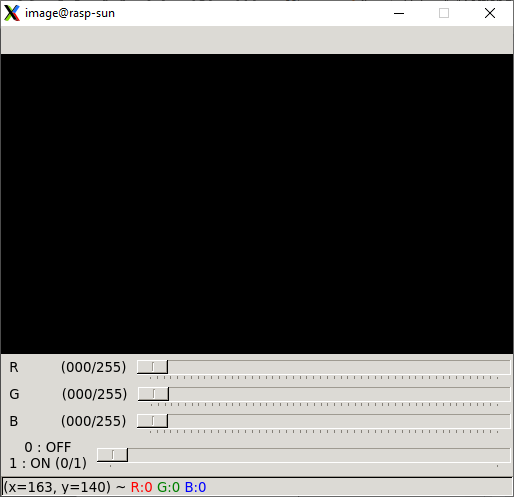 image@rasp-sun
R (000/255)
G (000/255)
B (000/255)
0 : OFF
1 : ON (0/1)
(x=163, y=140) ~ R:0 G:0 B:0